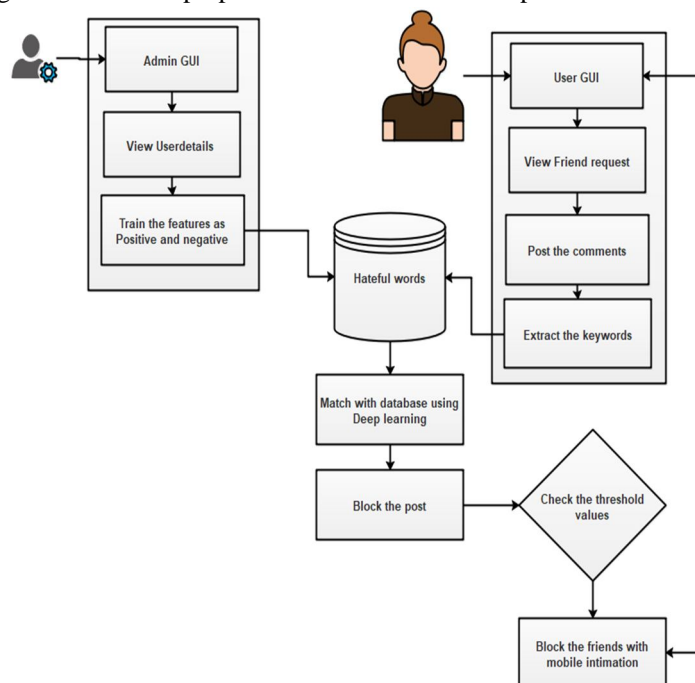 Admin GUI
View Userdetails
Train the features as
Positive and negative
User GUI
View Friend request
Post the comments
Extract the keywords
Hateful words
Match with database using
Deep learning
Block the post
Check the threshold
values
Block the friends with
mobile intimation